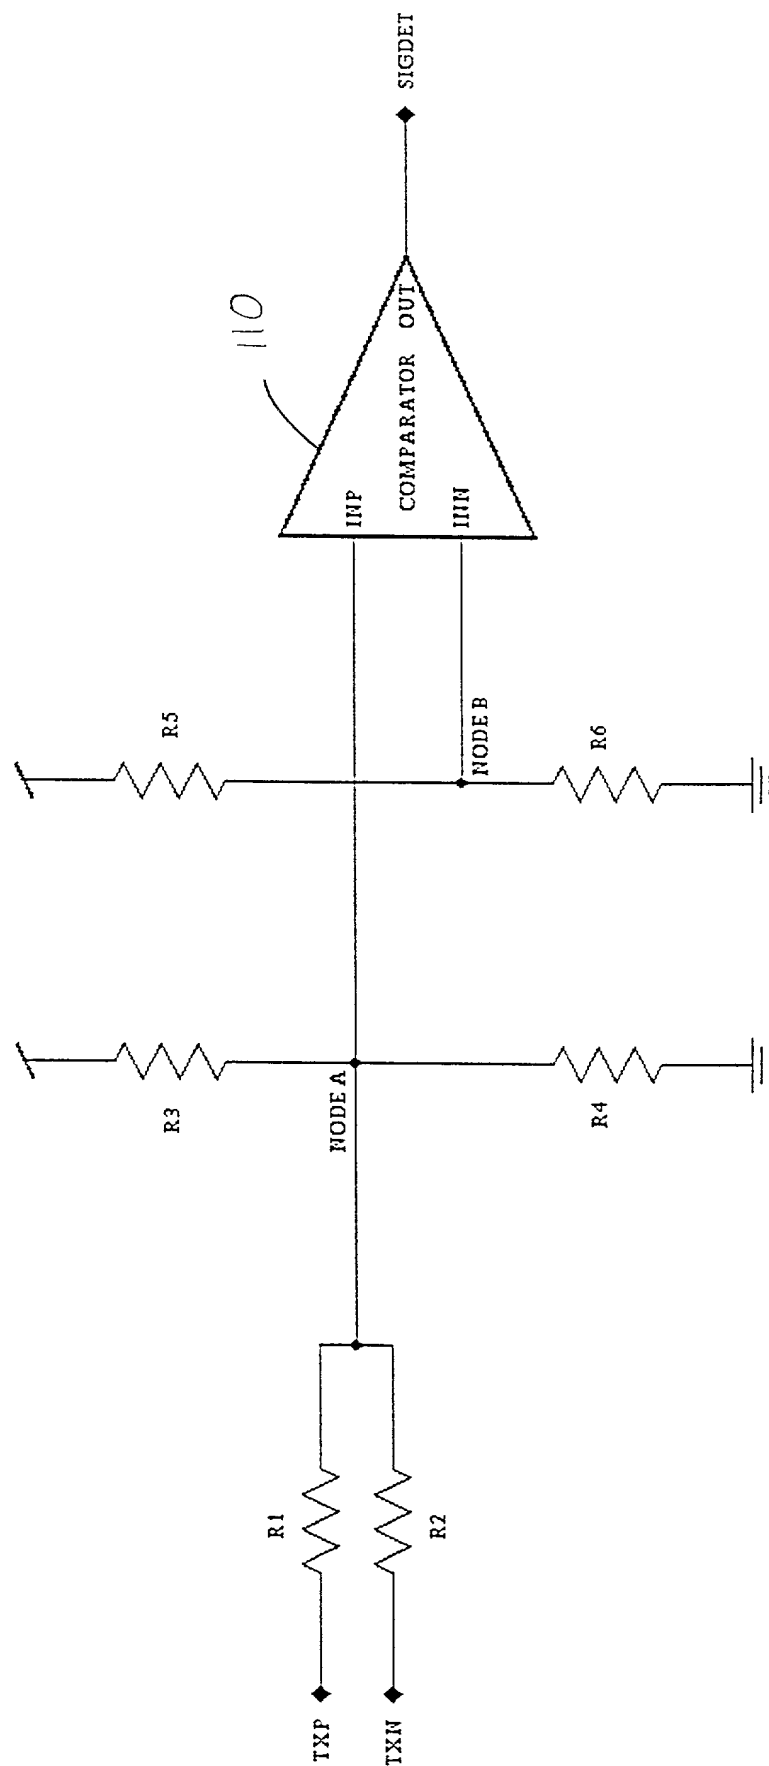 TXP
TXN
R1
R2
NODE A
R3
R4
R5
NODE B
R6
INP
INN
COMPARATOR
OUT
110
SIGDET